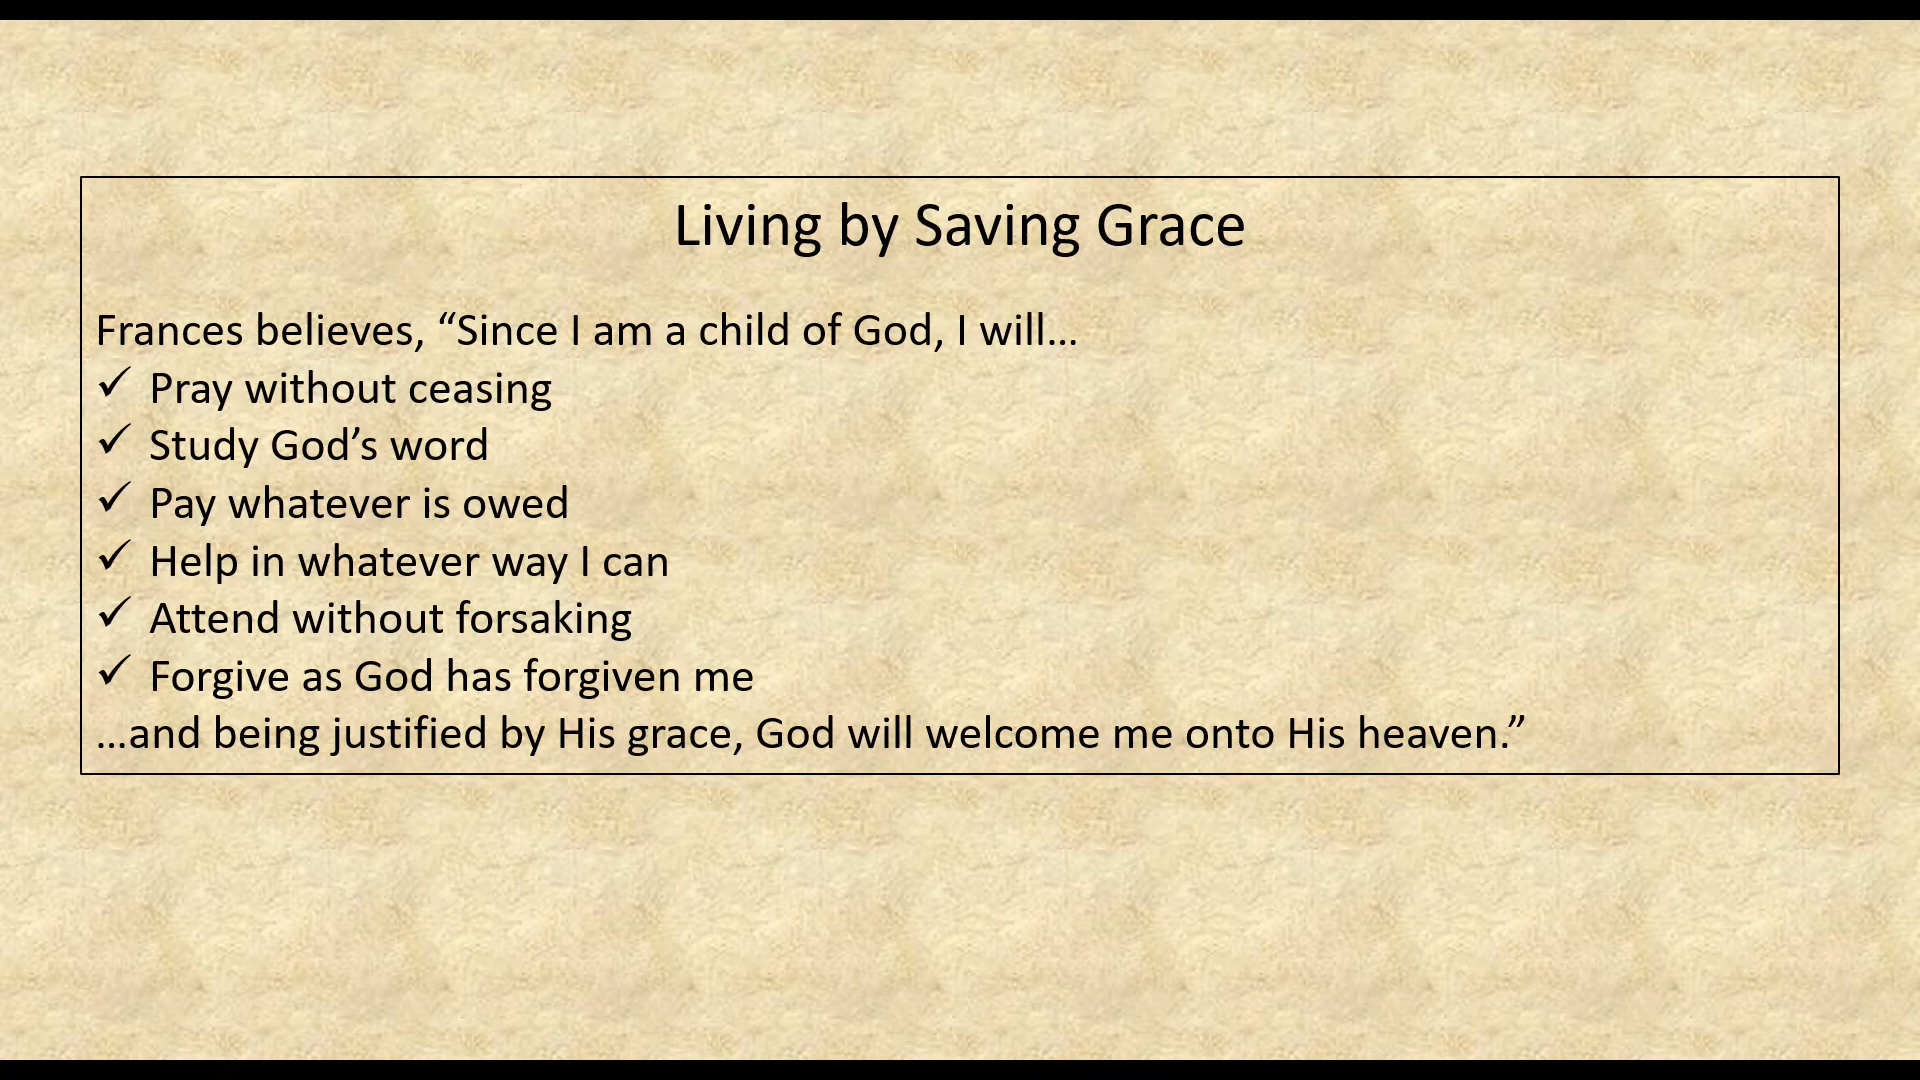 Living by Saving Grace
Frances believes, “Since I am a child of God, I will…
✓ Pray without ceasing
✓ Study God’s word
✓ Pay whatever is owed
✓ Help in whatever way I can
✓ Attend without forsaking
✓ Forgive as God has forgiven me
…and being justified by His grace, God will welcome me onto His heaven.”